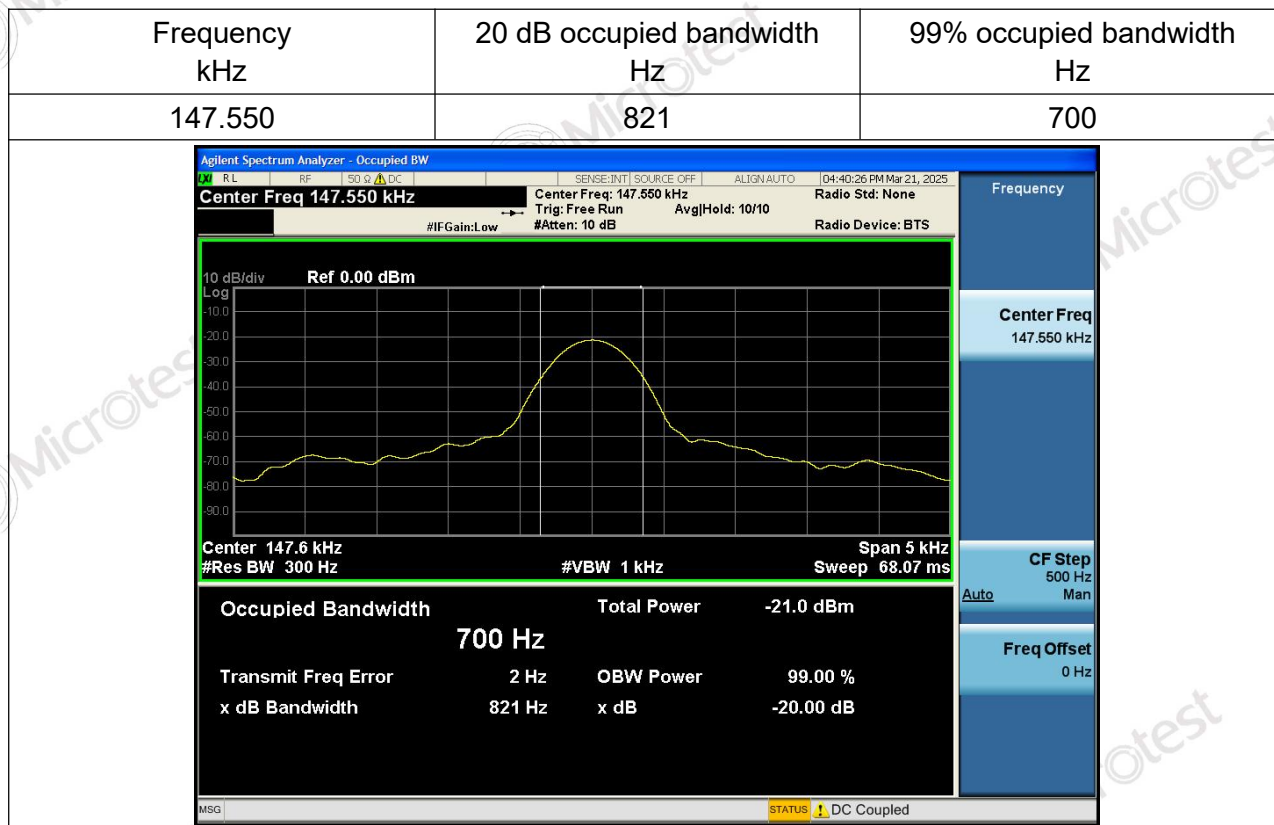 Frequency kHz 20 dB occupied bandwidth Hz 99% occupied bandwidth Hz
147.550 821 700
Agilent Spectrum Analyzer - Occupied BW
LXI RL RF 50 Ω DC SENSE:INT SOURCE OFF ALIGN AUTO 04:40:26 PM Mar 21, 2025
Center Freq 147.550 kHz Center Freq: 147.550 kHz Radio Std: None
Trig: Free Run Avg|Hold: 10/10
#IFGain:Low #Atten: 10 dB Radio Device: BTS
Frequency
10 dB/div Ref 0.00 dBm
Log
-10.0
-20.0
-30.0
-40.0
-50.0
-60.0
-70.0
-80.0
-90.0
Center 147.6 kHz Span 5 kHz
#Res BW 300 Hz #VBW 1 kHz Sweep 68.07 ms
Center Freq
147.550 kHz
CF Step
500 Hz
Auto Man
Freq Offset
0 Hz
Occupied Bandwidth Total Power -21.0 dBm
700 Hz
Transmit Freq Error 2 Hz OBW Power 99.00 %
x dB Bandwidth 821 Hz x dB -20.00 dB
MSG STATUS DC Coupled
Microtest
Microtest
Microtest